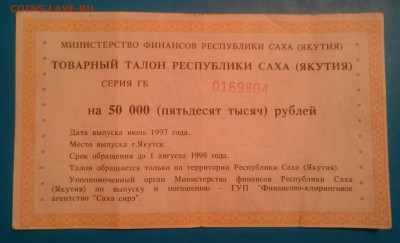 COINS.LAVE.RU
МИНИСТЕРСТВО ФИНАНСОВ РЕСПУБЛИКИ САХА (ЯКУТИЯ)
ТОВАРНЫЙ ТАЛОН РЕСПУБЛИКИ САХА (ЯКУТИЯ)
СЕРИЯ ГБ 0169804
на 50 000 (пятьдесят тысяч) рублей
Дата выпуска июль 1997 года.
Место выпуска г.Якутск
Срок обращения до 1 августа 1998 года.
Талон обращается только на территории Республики Саха (Якутия).
Уполномоченный орган Министерства финансов Республики Саха
(Якутия) по выпуску и погашению - ГУП "Финансово-клиринговое
агентство "Саха сирэ".